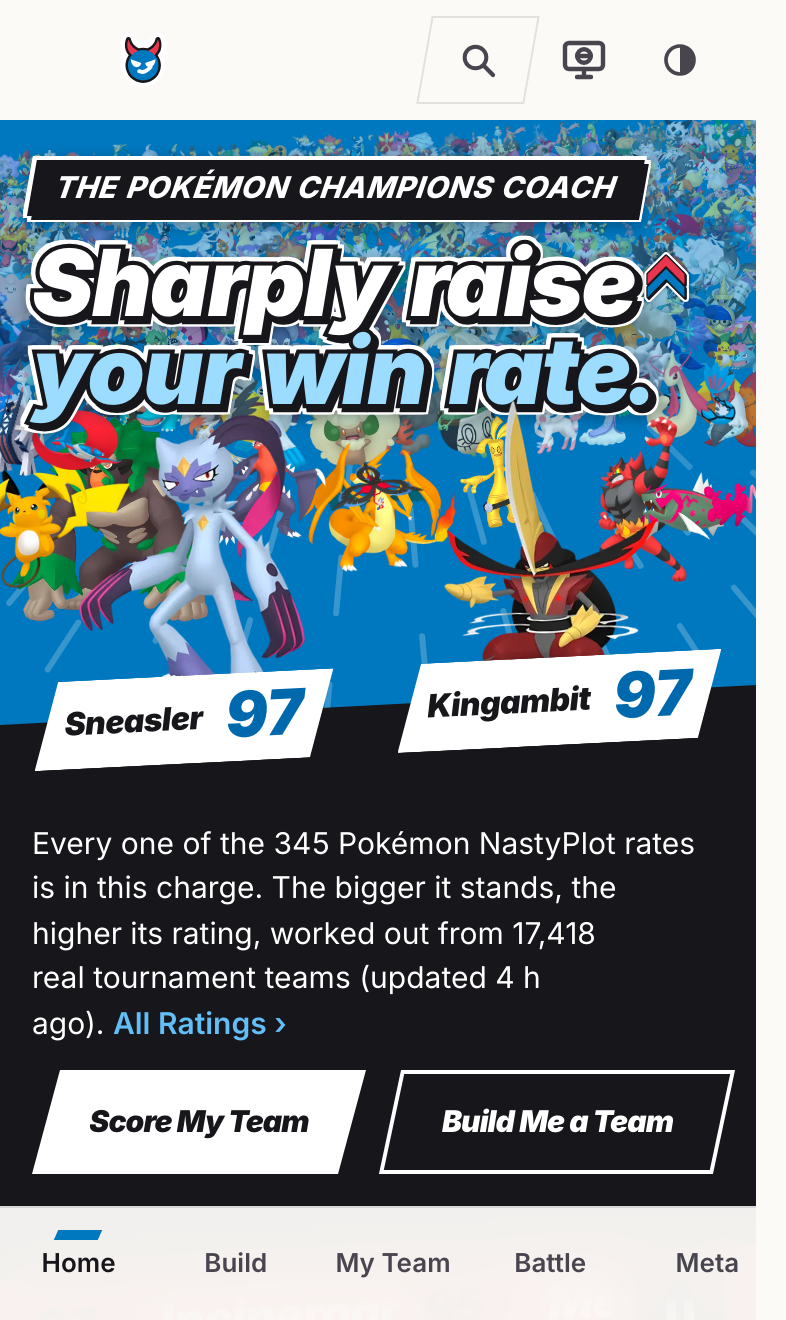 THE POKÉMON CHAMPIONS COACH
Sharply raise
your win rate.
Sneasler 97
Kingambit 97
Every one of the 345 Pokémon NastyPlot rates
is in this charge. The bigger it stands, the
higher its rating, worked out from 17,418
real tournament teams (updated 4 h
ago). All Ratings ›
Score My Team
Build Me a Team
Home
Build
My Team
Battle
Meta